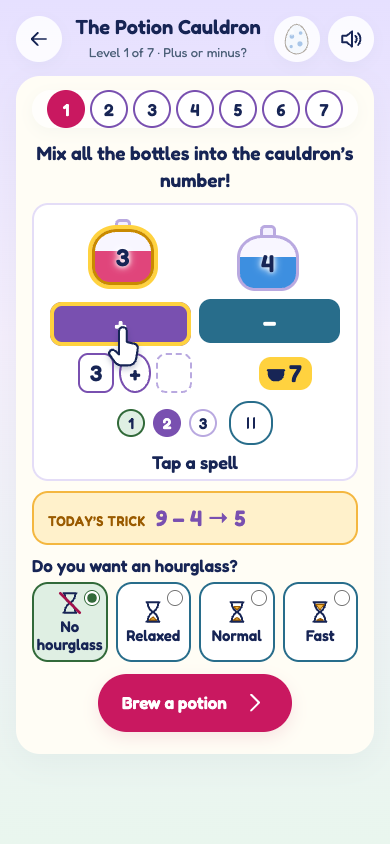 The Potion Cauldron
Level 1 of 7 · Plus or minus?
1 2 3 4 5 6 7
Mix all the bottles into the cauldron's
number!
3 4
+ −
3 + 7
1 2 3
Tap a spell
TODAY'S TRICK 9 − 4 → 5
Do you want an hourglass?
No
hourglass
Relaxed
Normal
Fast
Brew a potion